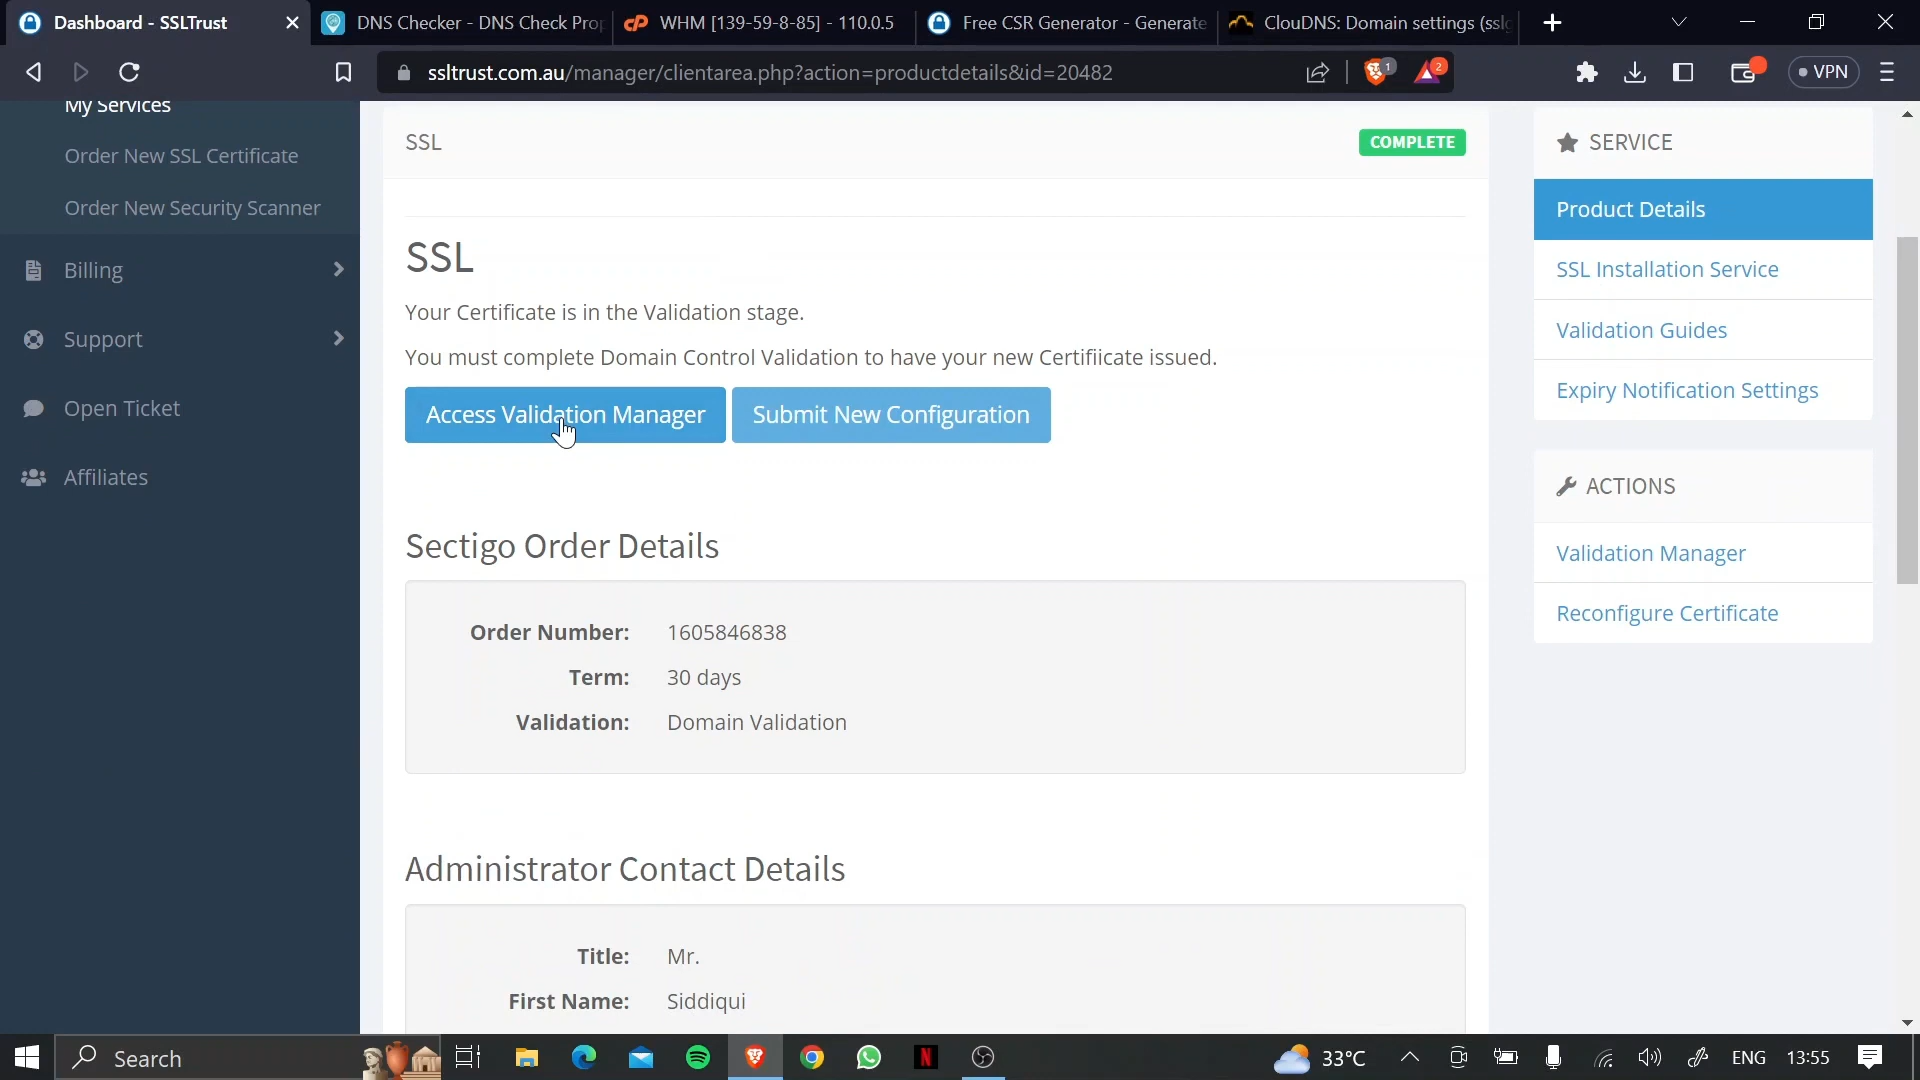 Dashboard - SSLTrust
DNS Checker - DNS Check Prop
WHM [139-59-8-85] - 110.0.5
Free CSR Generator - Generate
ClouDNS: Domain settings (sslg
ssltrust.com.au/manager/clientarea.php?action=productdetails&id=20482
1
2
VPN
My Services
Order New SSL Certificate
Order New Security Scanner
Billing
Support
Open Ticket
Affiliates
SSL
COMPLETE
SSL
Your Certificate is in the Validation stage.
You must complete Domain Control Validation to have your new Certifiicate issued.
Access Validation Manager
Submit New Configuration
Sectigo Order Details
Order Number: 1605846838
Term: 30 days
Validation: Domain Validation
Administrator Contact Details
Title: Mr.
First Name: Siddiqui
SERVICE
Product Details
SSL Installation Service
Validation Guides
Expiry Notification Settings
ACTIONS
Validation Manager
Reconfigure Certificate
Search
33°C
ENG
13:55